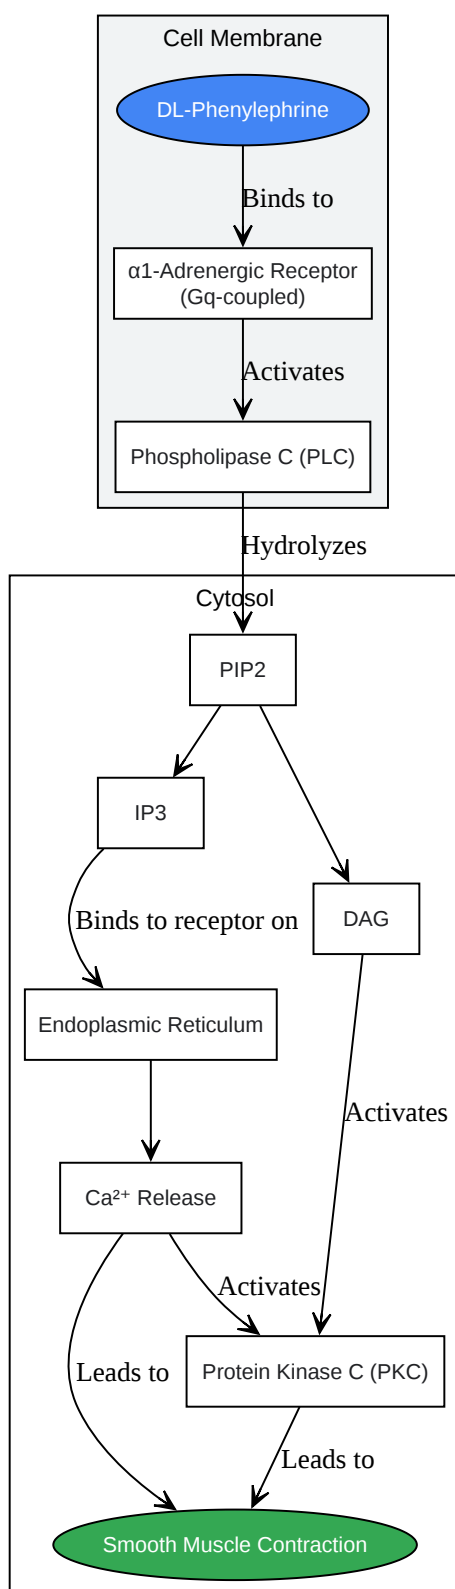 Cell Membrane
DL-Phenylephrine
Binds to
α1-Adrenergic Receptor
(Gq-coupled)
Activates
Phospholipase C (PLC)
Hydrolyzes
Cytosol
PIP2
IP3
Binds to receptor on
DAG
Endoplasmic Reticulum
Activates
Ca²⁺ Release
Activates
Leads to
Protein Kinase C (PKC)
Leads to
Smooth Muscle Contraction